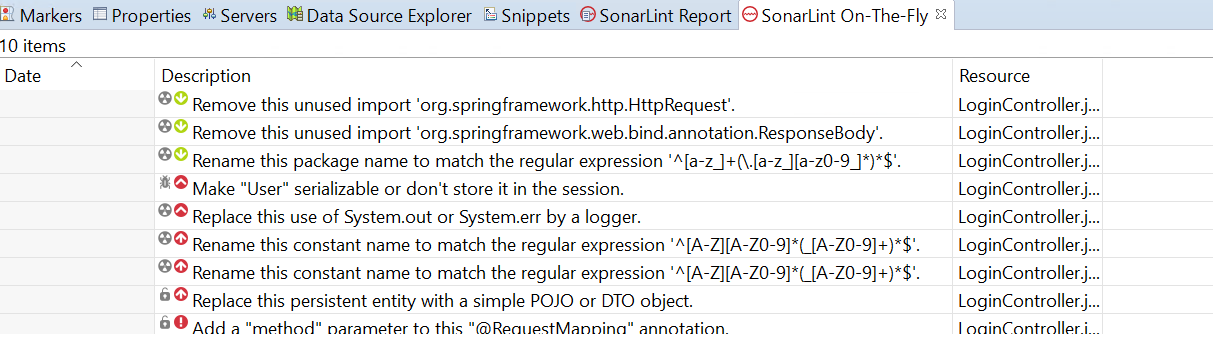 Markers Properties Servers Data Source Explorer Snippets SonarLint Report SonarLint On-The-Fly
10 items
Date Description Resource
Remove this unused import 'org.springframework.http.HttpRequest'. LoginController.j...
Remove this unused import 'org.springframework.web.bind.annotation.ResponseBody'. LoginController.j...
Rename this package name to match the regular expression '^[a-z_]+(\.[a-z_][a-z0-9_]*)*$'. LoginController.j...
Make "User" serializable or don't store it in the session. LoginController.j...
Replace this use of System.out or System.err by a logger. LoginController.j...
Rename this constant name to match the regular expression '^[A-Z][A-Z0-9]*(_[A-Z0-9]+)*$'. LoginController.j...
Rename this constant name to match the regular expression '^[A-Z][A-Z0-9]*(_[A-Z0-9]+)*$'. LoginController.j...
Replace this persistent entity with a simple POJO or DTO object. LoginController.j...
Add a "method" parameter to this "@RequestMapping" annotation. LoginController.j...